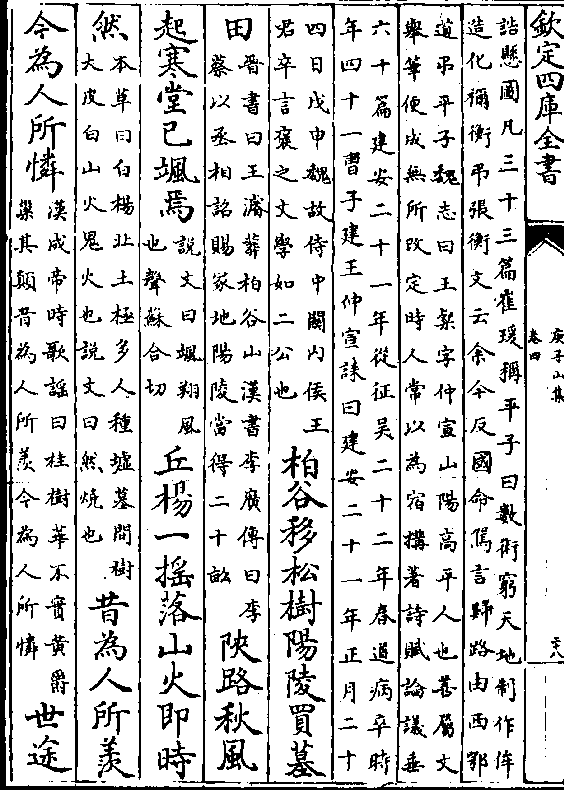 欽定四庫全書
庾子山集
卷四
誥懸圖凡三十三篇崔瑗稱平子曰數術窮天地制作侔
造化禰衡弔張衡文云余今反國命駕言歸路由西鄂
道弔平子魏志曰王粲字仲宣山陽高平人也善屬文
舉筆便成無所改定時人常以為宿構著詩賦論議垂
六十篇建安二十一年從征吳二十二年春道病卒時
年四十一曹子建王仲宣誄曰建安二十一年正月二十
四日戊申魏故侍中關内侯王
君卒言褒之文學如二公也
柏谷移松樹陽陵買墓
田
晉書曰王濬葬柏谷山漢書李廣傳曰李
蔡以丞相詔賜冢地陽陵當得二十畝
陜路秋風
起寒堂已颯焉
説文曰颯翔風
也聲蘇合切
丘楊一揺落山火即時
然
本草曰白楊北土極多人種墟墓間樹
大皮白山火鬼火也説文曰然燒也
昔為人所羨
今為人所憐
漢成帝時歌謡曰桂樹華不實黄爵
巢其顛昔為人所羨今為人所憐
世途